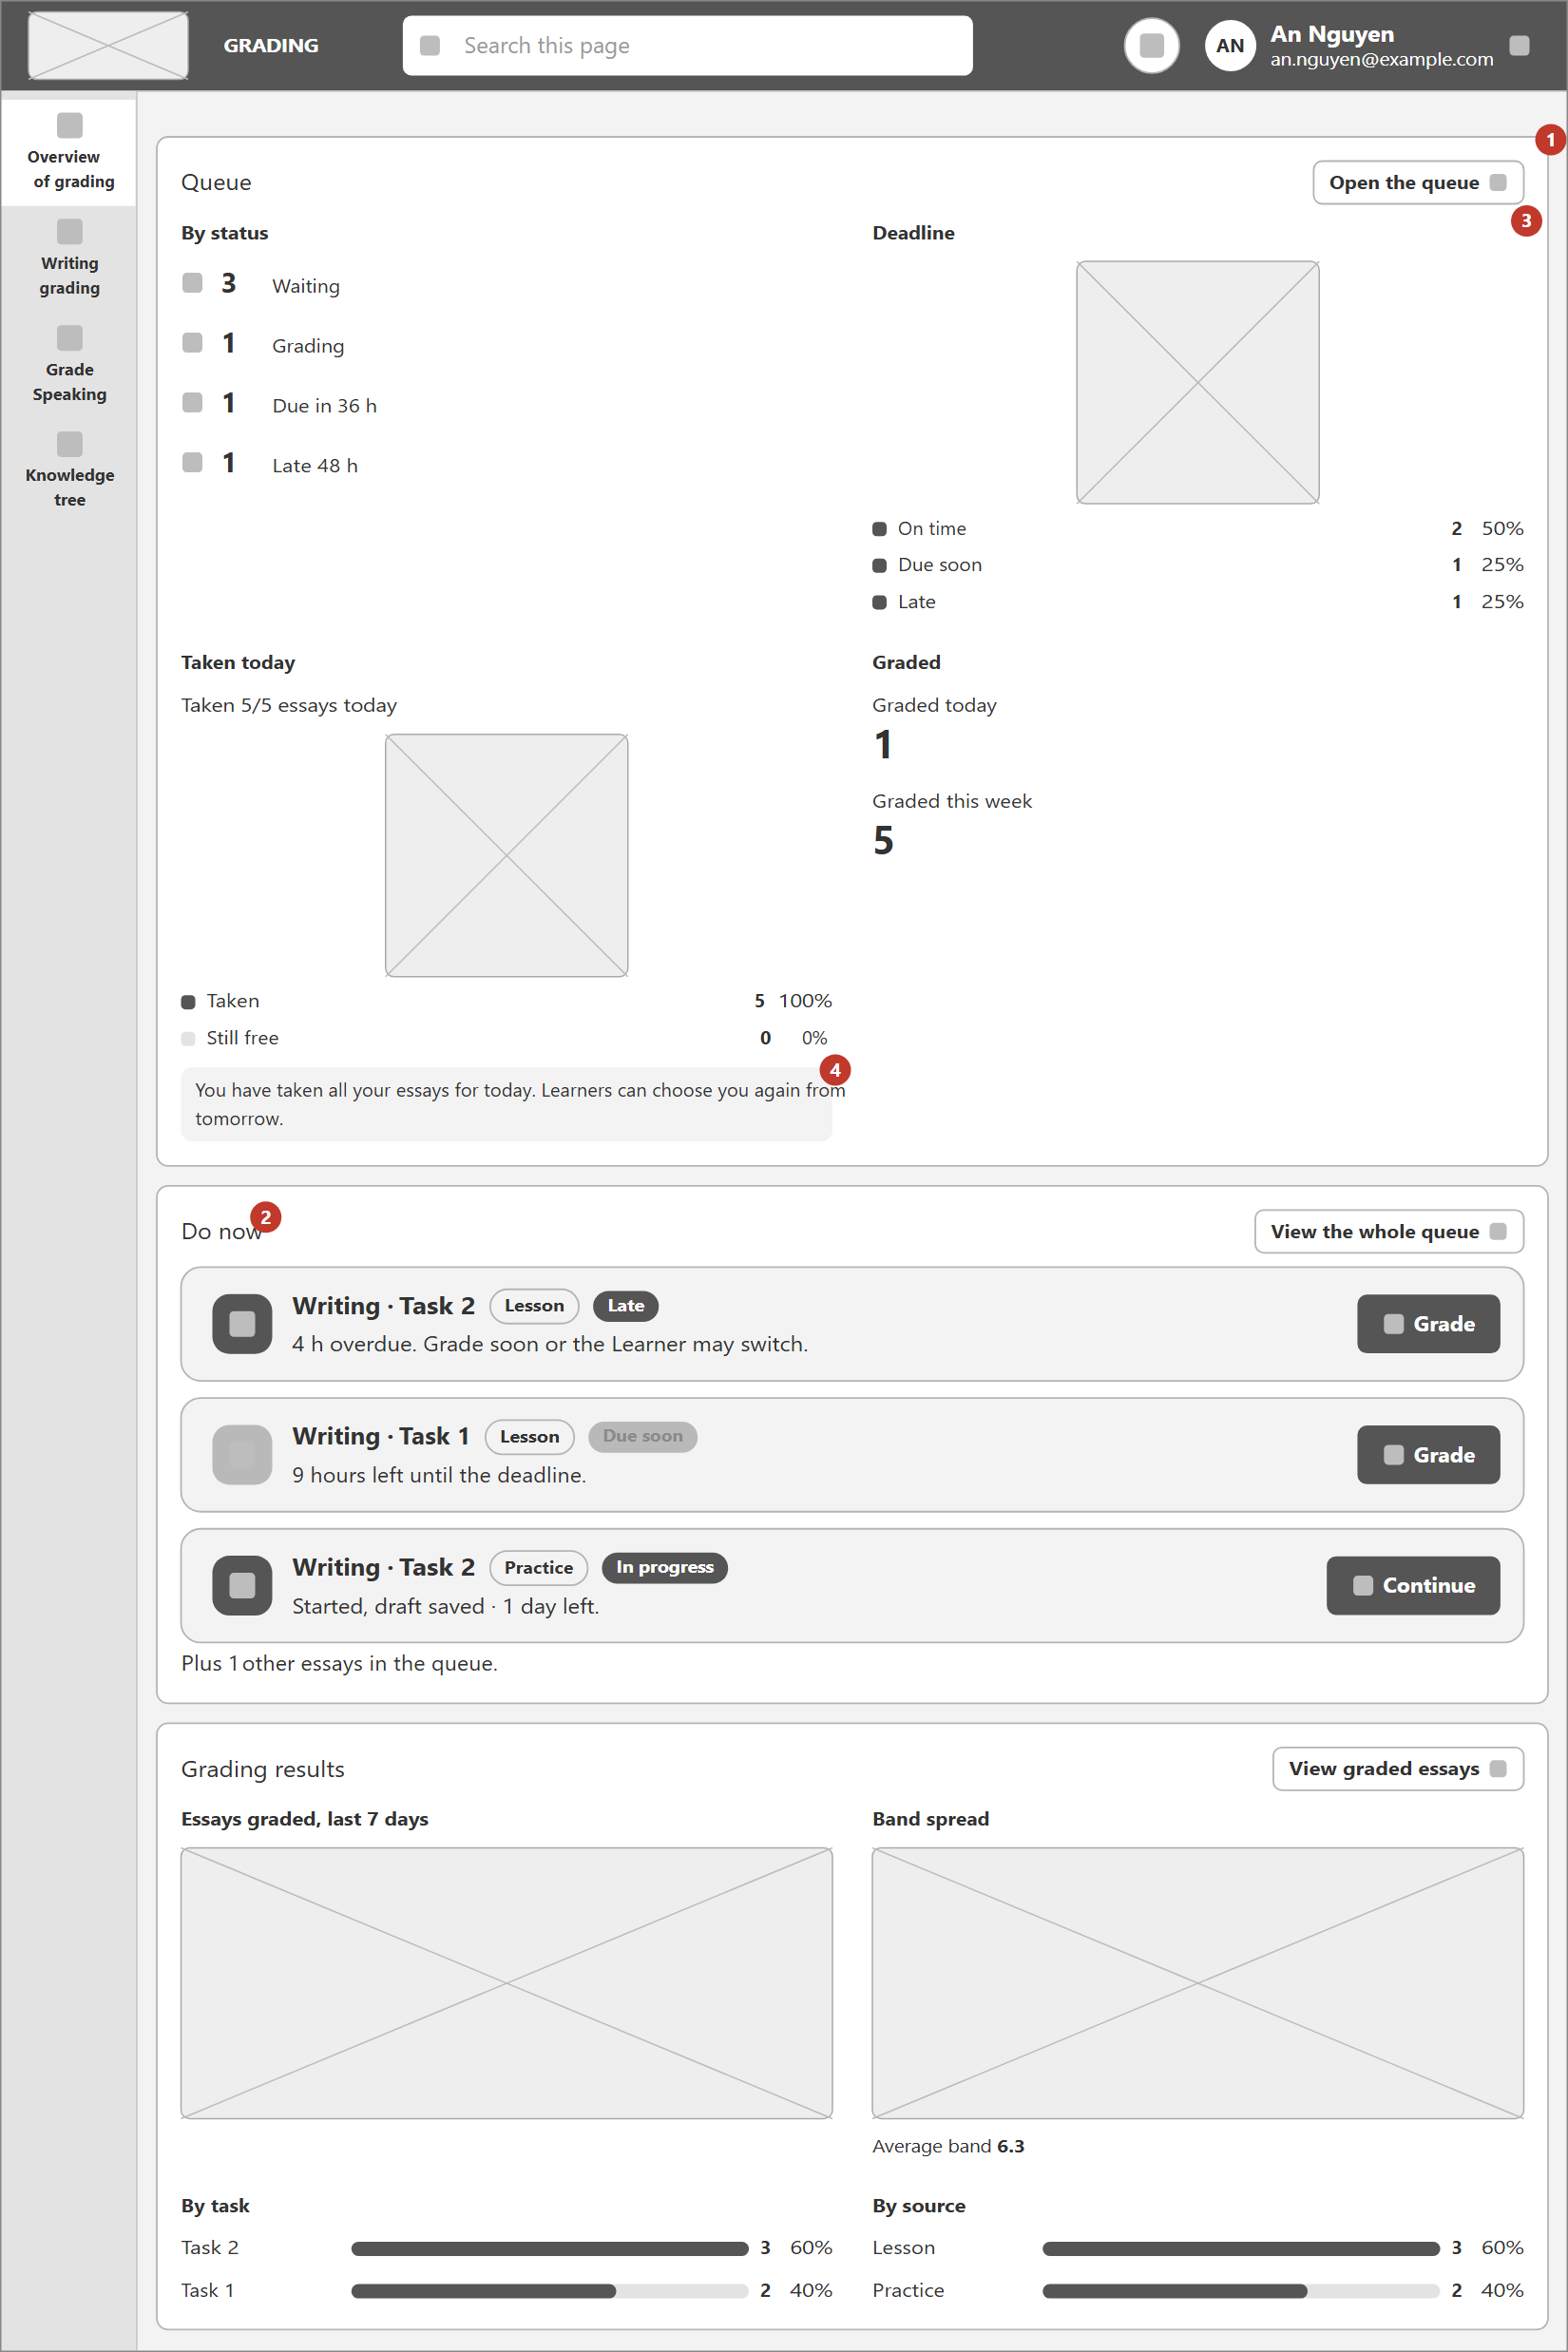 GRADING
Search this page
AN
An Nguyen
an.nguyen@example.com
Overview
of grading
Writing
grading
Grade
Speaking
Knowledge
tree
1
Queue
Open the queue
3
By status
3 Waiting
1 Grading
1 Due in 36 h
1 Late 48 h
Deadline
On time 2 50%
Due soon 1 25%
Late 1 25%
Taken today
Taken 5/5 essays today
Taken 5 100%
Still free 0 0%
4
You have taken all your essays for today. Learners can choose you again from
tomorrow.
Graded
Graded today
1
Graded this week
5
Do now
2
View the whole queue
Writing · Task 2 Lesson Late
4 h overdue. Grade soon or the Learner may switch.
Grade
Writing · Task 1 Lesson Due soon
9 hours left until the deadline.
Grade
Writing · Task 2 Practice In progress
Started, draft saved · 1 day left.
Continue
Plus 1 other essays in the queue.
Grading results
View graded essays
Essays graded, last 7 days
Band spread
Average band 6.3
By task
Task 2 3 60%
Task 1 2 40%
By source
Lesson 3 60%
Practice 2 40%